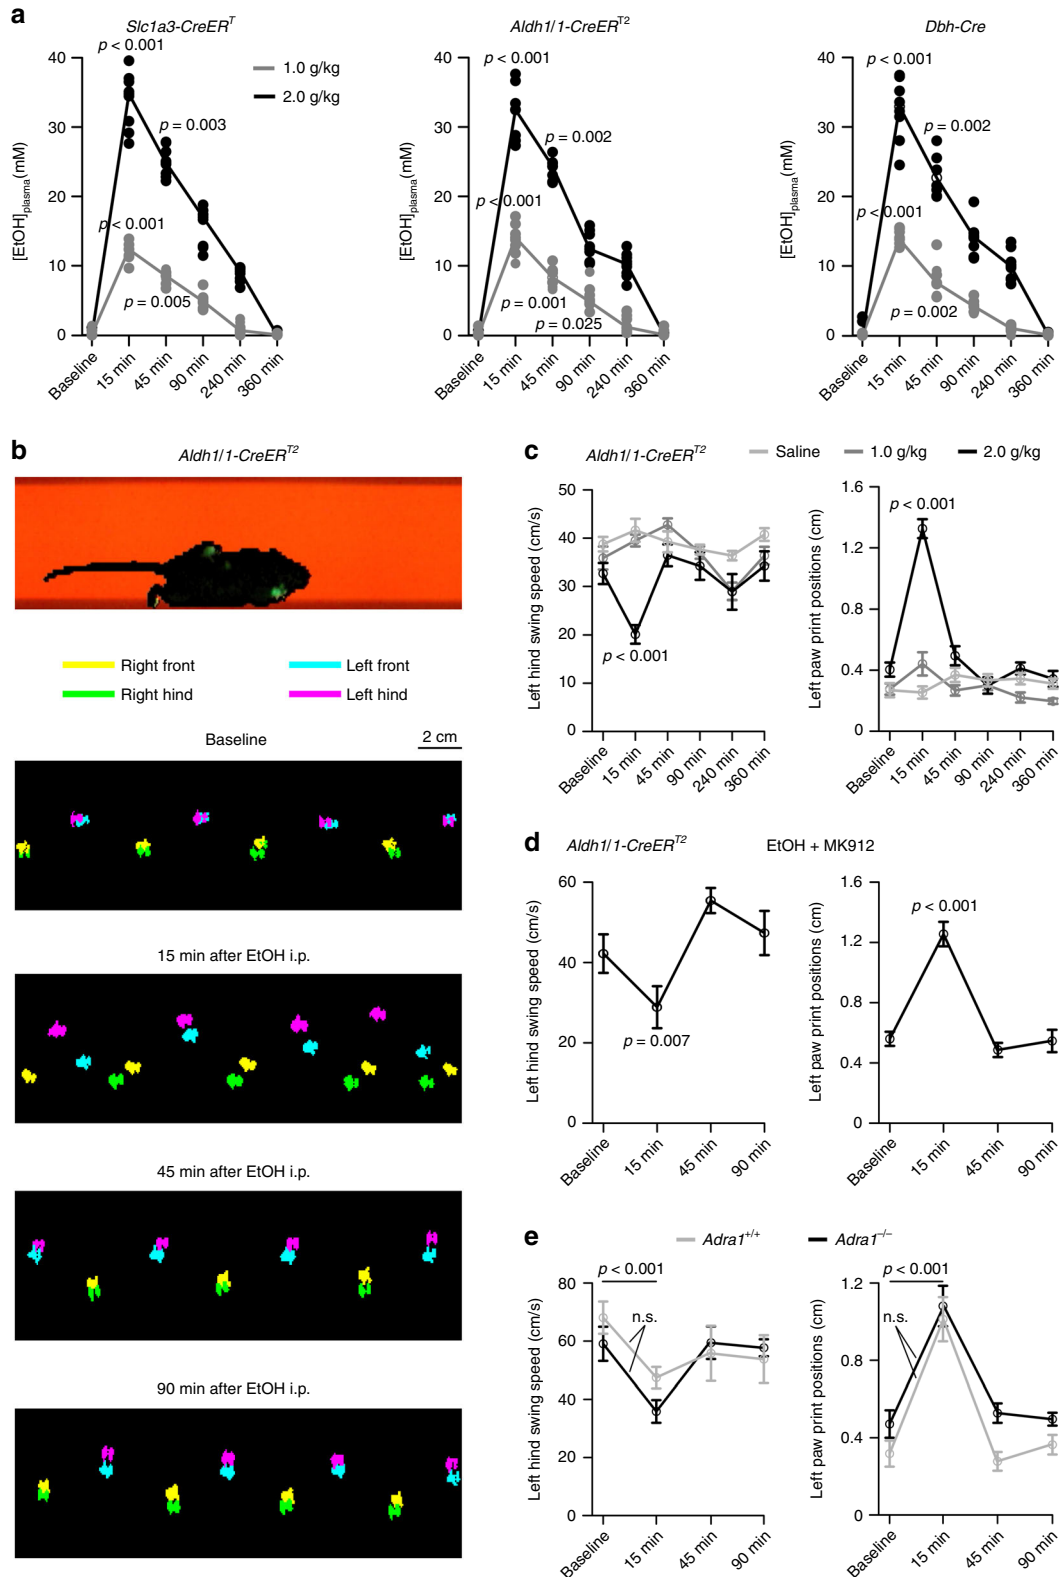 a
Slc1a3-CreER^T
Aldh1l1-CreER^T2
Dbh-Cre
1.0 g/kg
2.0 g/kg
[EtOH]plasma(mM)
40
30
20
10
0
p < 0.001
p = 0.003
p < 0.001
p = 0.005
Baseline
15 min
45 min
90 min
240 min
360 min
[EtOH]plasma(mM)
40
30
20
10
0
p < 0.001
p = 0.002
p < 0.001
p = 0.001
p = 0.025
Baseline
15 min
45 min
90 min
240 min
360 min
[EtOH]plasma(mM)
40
30
20
10
0
p < 0.001
p = 0.002
p < 0.001
p = 0.002
Baseline
15 min
45 min
90 min
240 min
360 min
b
Aldh1l1-CreER^T2
Right front
Left front
Right hind
Left hind
Baseline
2 cm
15 min after EtOH i.p.
45 min after EtOH i.p.
90 min after EtOH i.p.
c
Aldh1l1-CreER^T2
Saline
1.0 g/kg
2.0 g/kg
Left hind swing speed (cm/s)
50
40
30
20
10
0
p < 0.001
Baseline
15 min
45 min
90 min
240 min
360 min
Left paw print positions (cm)
1.6
1.2
0.8
0.4
0
p < 0.001
Baseline
15 min
45 min
90 min
240 min
360 min
d
Aldh1l1-CreER^T2
EtOH + MK912
Left hind swing speed (cm/s)
60
40
20
0
p = 0.007
Baseline
15 min
45 min
90 min
Left paw print positions (cm)
1.6
1.2
0.8
0.4
0
p < 0.001
Baseline
15 min
45 min
90 min
e
Adra1^+/+
Adra1^−/−
Left hind swing speed (cm/s)
80
60
40
20
0
p < 0.001
n.s.
Baseline
15 min
45 min
90 min
Left paw print positions (cm)
1.2
0.8
0.4
0
p < 0.001
n.s.
Baseline
15 min
45 min
90 min